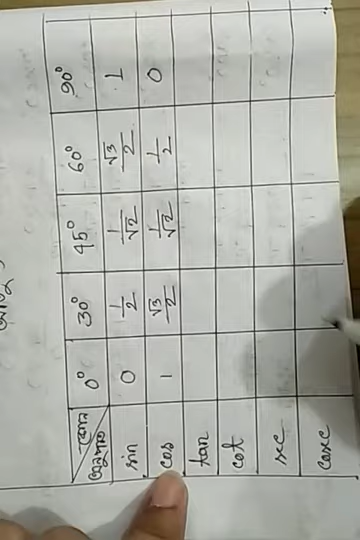 কোণ 0° 30° 45° 60° 90°
sin 0 1/2 1/√2 √3/2 1
cos 1 √3/2 1/√2 1/2 0
tan
cot
sec
cosec